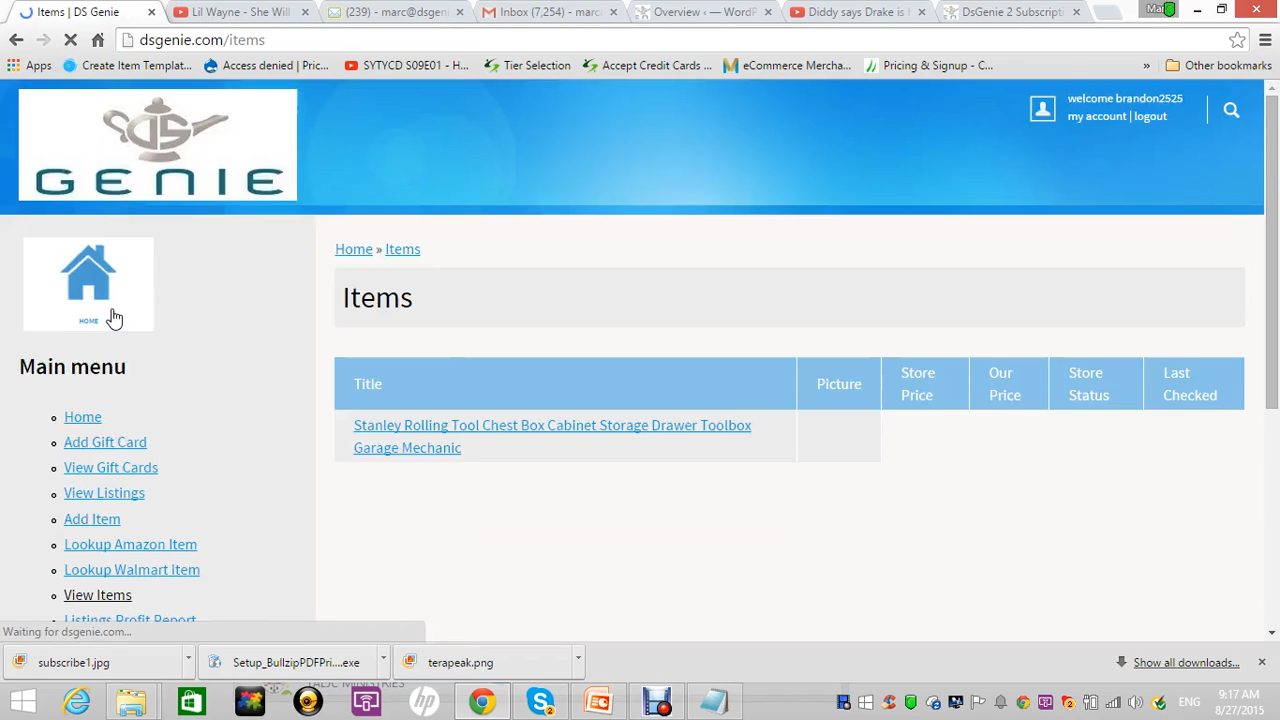 Items | DS Genie
Lil Wayne - She Will
(239) - marc@dsgeni
Inbox (7,254) - marc
Overview ‹ — WordP
Diddy says Drake is
DsGenie 2 Subscripti
dsgenie.com/items
Apps
Create Item Templat...
Access denied | Pric...
SYTYCD S09E01 - H...
Tier Selection
Accept Credit Cards ...
eCommerce Mercha...
Pricing & Signup - C...
»
Other bookmarks
DS
GENIE
welcome brandon2525
my account | logout
HOME
Home » Items
Items
Main menu
Title
Picture
Store Price
Our Price
Store Status
Last Checked
Stanley Rolling Tool Chest Box Cabinet Storage Drawer Toolbox
Garage Mechanic
Home
Add Gift Card
View Gift Cards
View Listings
Add Item
Lookup Amazon Item
Lookup Walmart Item
View Items
Listings Profit Report
Waiting for dsgenie.com...
subscribe1.jpg
Setup_BullzipPDFPri....exe
terapeak.png
Show all downloads...
ENG
9:17 AM
8/27/2015